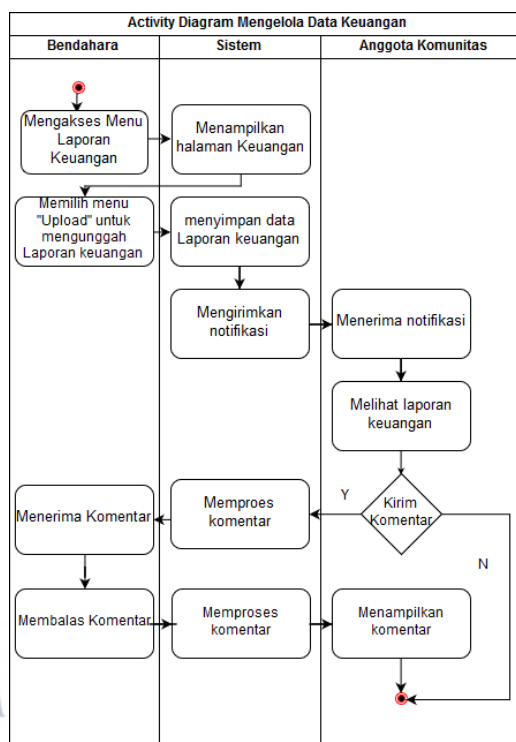 Activity Diagram Mengelola Data Keuangan
Bendahara
Sistem
Anggota Komunitas
Mengakses Menu
Laporan
Keuangan
Menampilkan
halaman Keuangan
Memilih menu
"Upload" untuk
mengunggah
Laporan keuangan
menyimpan data
Laporan keuangan
Mengirimkan
notifikasi
Menerima notifikasi
Melihat laporan
keuangan
Kirim
Komentar
Y
N
Memproes
komentar
Menerima Komentar
Membalas Komentar
Memproses
komentar
Menampilkan
komentar